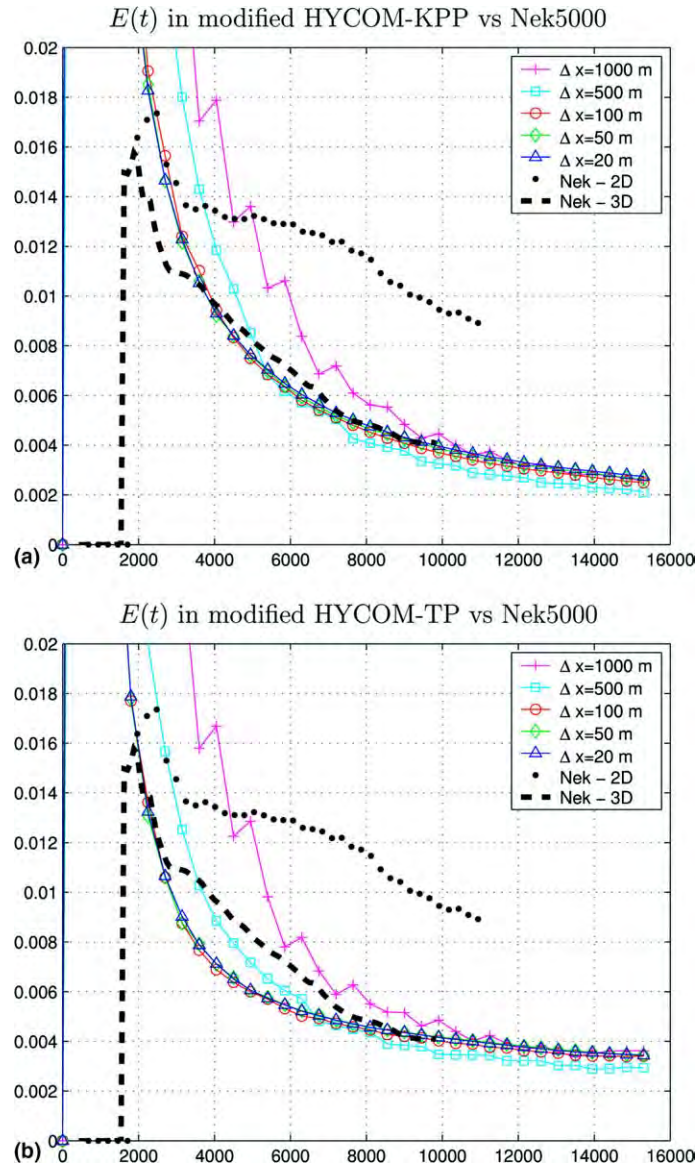 E(t) in modified HYCOM-KPP vs Nek5000
0.02
0.018
0.016
0.014
0.012
0.01
0.008
0.006
0.004
0.002
0
Δ x=1000 m
Δ x=500 m
Δ x=100 m
Δ x=50 m
Δ x=20 m
Nek − 2D
Nek − 3D
(a)
0 2000 4000 6000 8000 10000 12000 14000 16000
E(t) in modified HYCOM-TP vs Nek5000
0.02
0.018
0.016
0.014
0.012
0.01
0.008
0.006
0.004
0.002
0
Δ x=1000 m
Δ x=500 m
Δ x=100 m
Δ x=50 m
Δ x=20 m
Nek − 2D
Nek − 3D
(b)
0 2000 4000 6000 8000 10000 12000 14000 16000